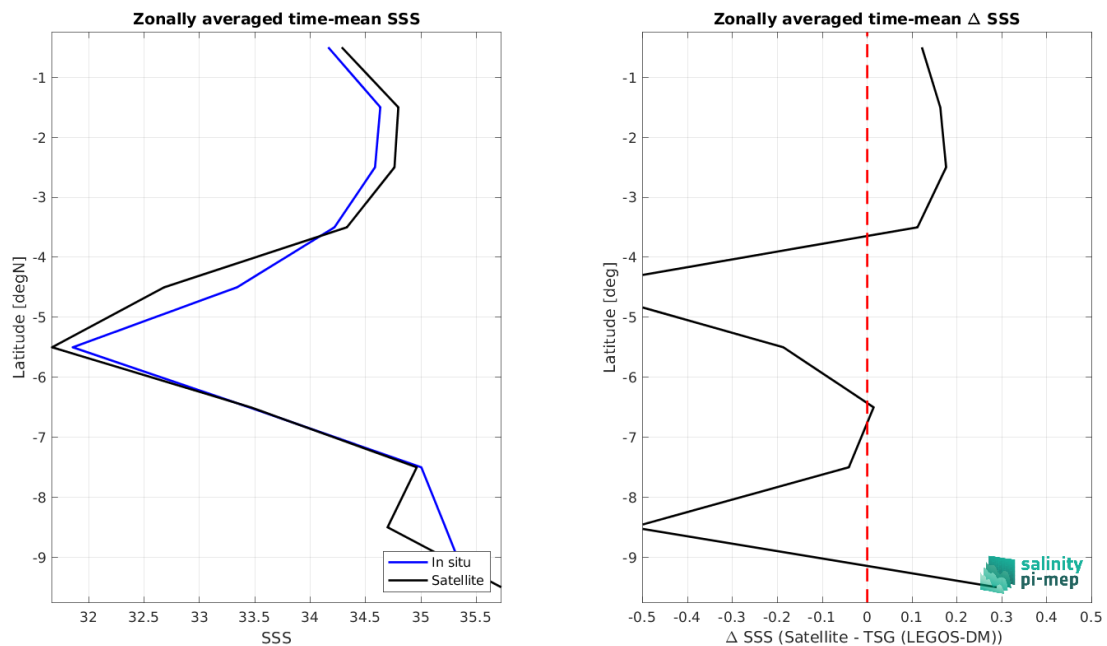 Zonally averaged time-mean SSS
-1
-2
-3
-4
-5
-6
-7
-8
-9
Latitude [degN]
32 32.5 33 33.5 34 34.5 35 35.5
SSS
In situ
Satellite
Zonally averaged time-mean Δ SSS
-1
-2
-3
-4
-5
-6
-7
-8
-9
Latitude [deg]
-0.5 -0.4 -0.3 -0.2 -0.1 0 0.1 0.2 0.3 0.4 0.5
Δ SSS (Satellite - TSG (LEGOS-DM))
salinity
pi-mep